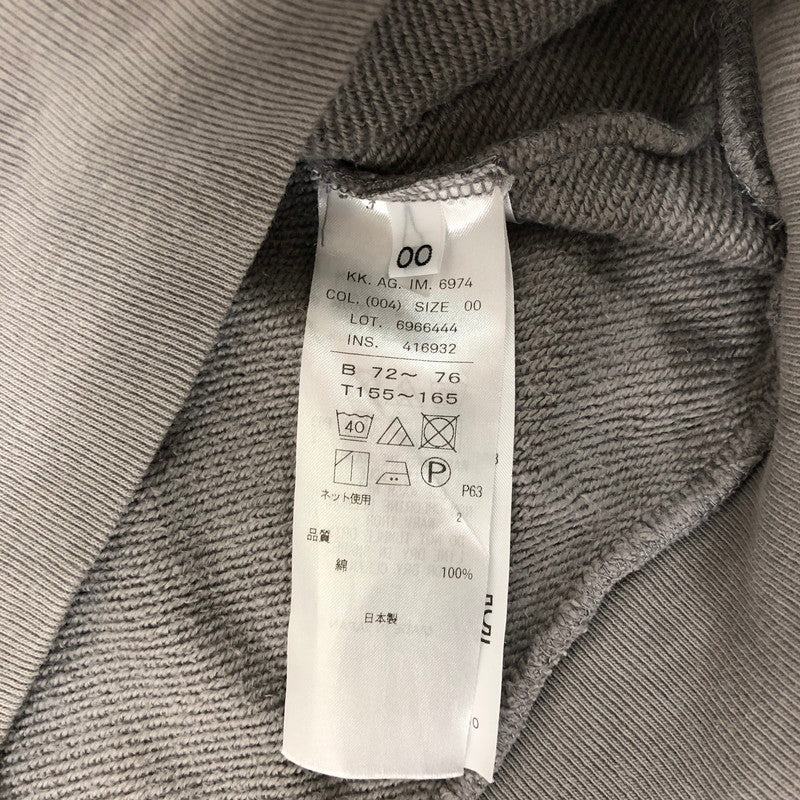 00
KK. AG. IM. 6974
COL. (004) SIZE 00
LOT. 6966444
INS. 416932
B 72～ 76
T155～165
40
P
P63
ネット使用
2
品質
綿 100%
日本製